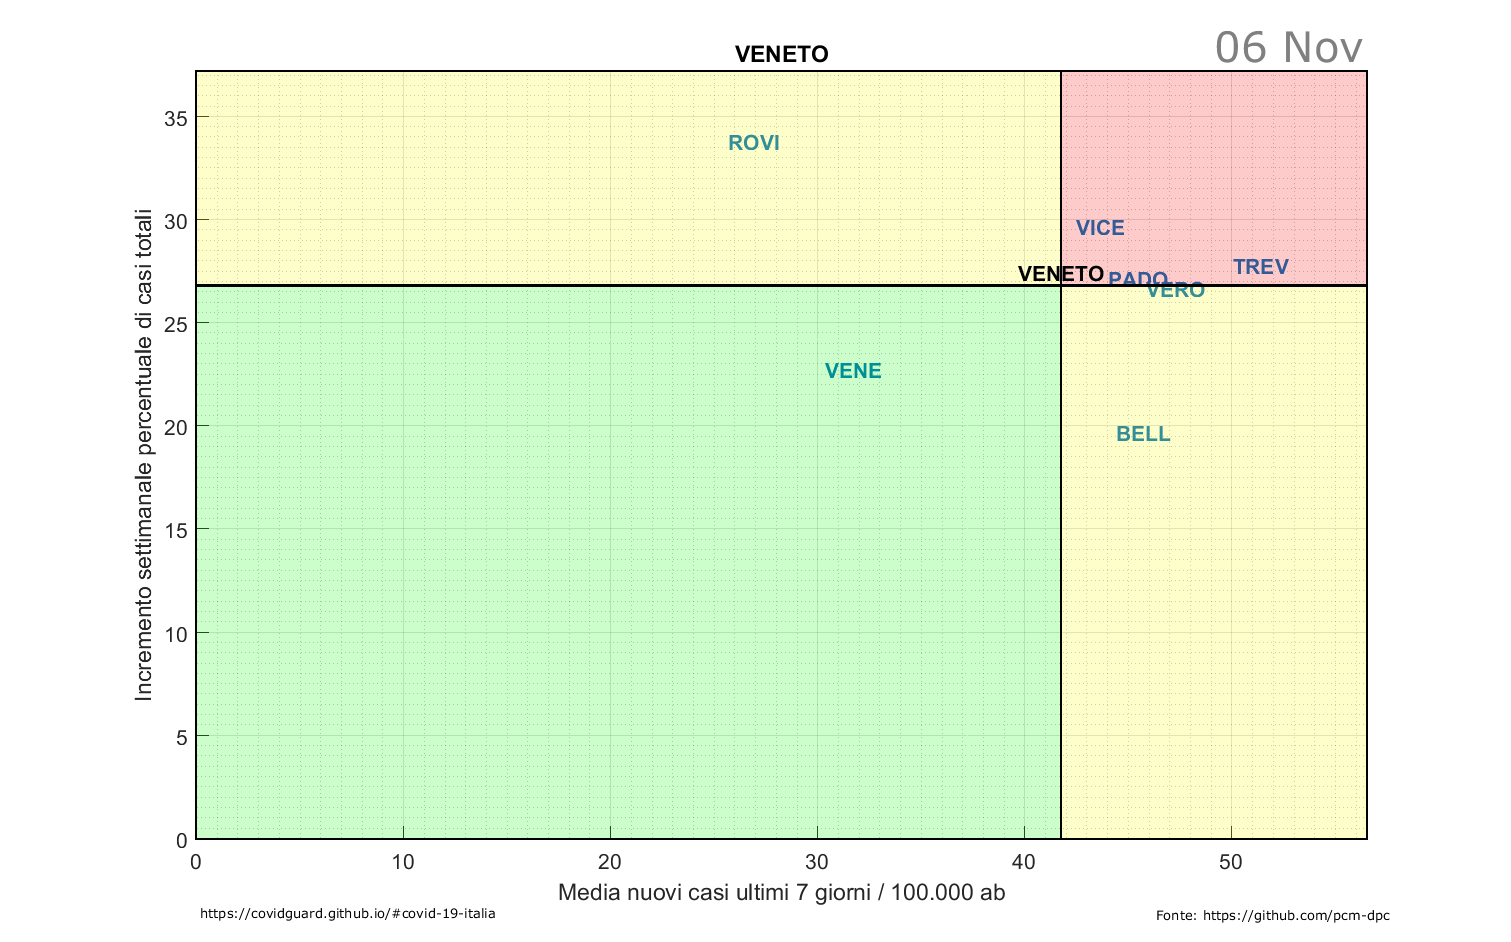 06 Nov
VENETO
35
30
25
20
15
10
5
0
Incremento settimanale percentuale di casi totali
ROVI
VICE
TREV
VENETO
PADO
VERO
VENE
BELL
0 10 20 30 40 50
Media nuovi casi ultimi 7 giorni / 100.000 ab
https://covidguard.github.io/#covid-19-italia
Fonte: https://github.com/pcm-dpc